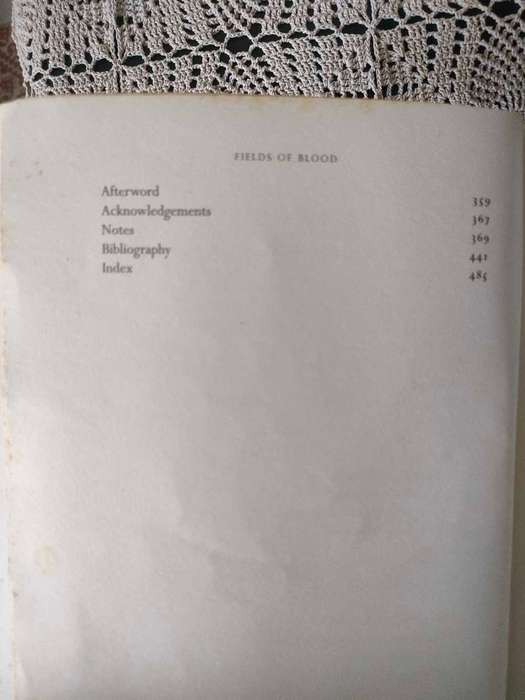 FIELDS OF BLOOD
Afterword 359
Acknowledgements 367
Notes 369
Bibliography 441
Index 485